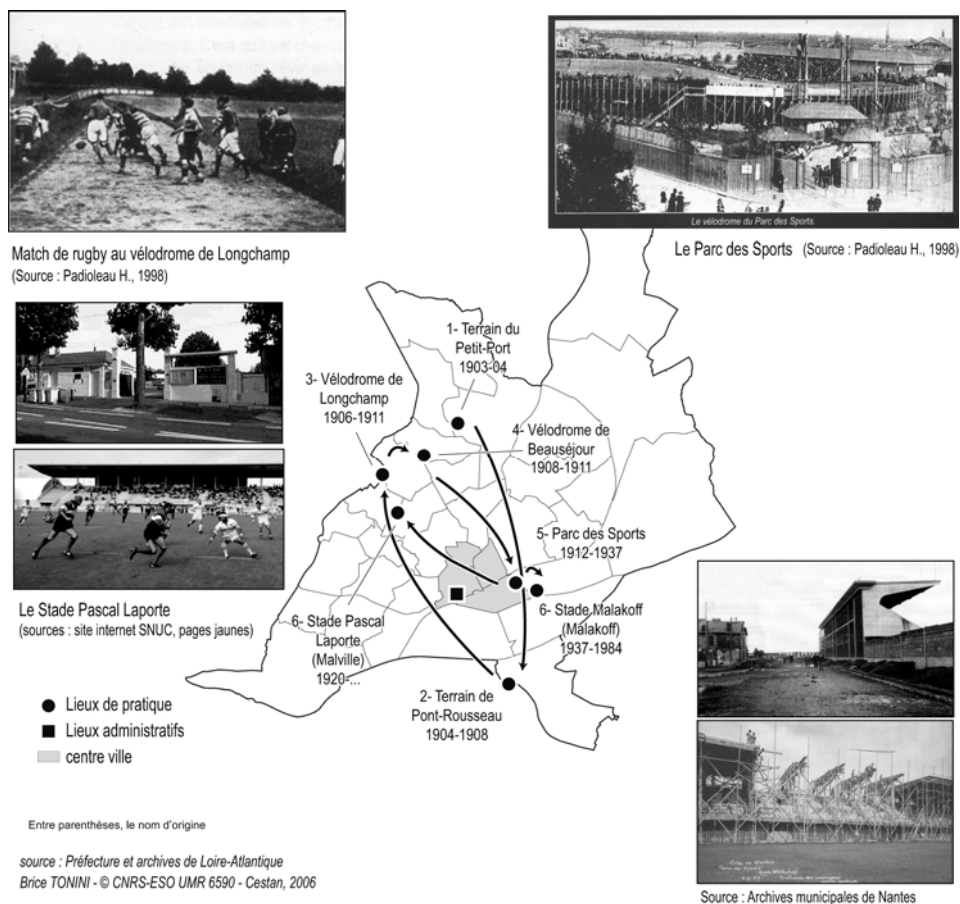 Le vélodrome du Parc des Sports.
Match de rugby au vélodrome de Longchamp
(Source : Padioleau H., 1998)
Le Parc des Sports (Source : Padioleau H., 1998)
1- Terrain du
Petit-Port
1903-04
3- Vélodrome de
Longchamp
1906-1911
4- Vélodrome de
Beauséjour
1908-1911
5- Parc des Sports
1912-1937
Le Stade Pascal Laporte
(sources : site internet SNUC, pages jaunes)
6- Stade Pascal
Laporte
(Malville)
1920-...
6- Stade Malakoff
(Malakoff)
1937-1984
2- Terrain de
Pont-Rousseau
1904-1908
Lieux de pratique
Lieux administratifs
centre ville
Entre parenthèses, le nom d'origine
source : Préfecture et archives de Loire-Atlantique
Brice TONINI - © CNRS-ESO UMR 6590 - Cestan, 2006
Source : Archives municipales de Nantes